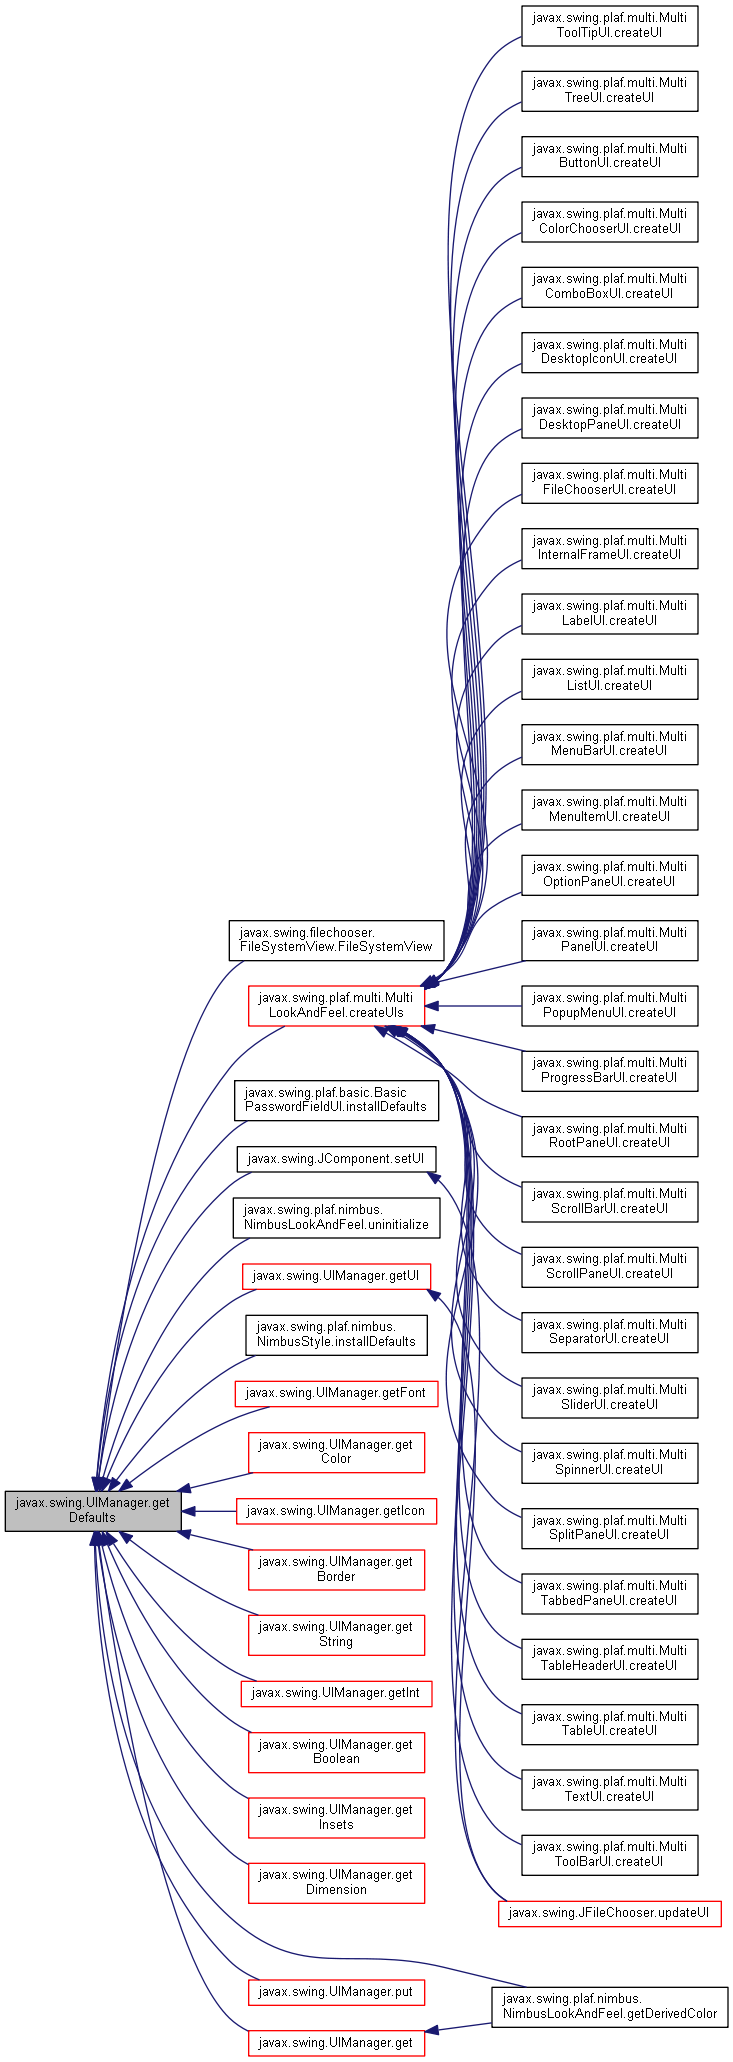 javax.swing.plaf.multi.Multi
ToolTipUI.createUI
javax.swing.plaf.multi.Multi
TreeUI.createUI
javax.swing.plaf.multi.Multi
ButtonUI.createUI
javax.swing.plaf.multi.Multi
ColorChooserUI.createUI
javax.swing.plaf.multi.Multi
ComboBoxUI.createUI
javax.swing.plaf.multi.Multi
DesktopIconUI.createUI
javax.swing.plaf.multi.Multi
DesktopPaneUI.createUI
javax.swing.plaf.multi.Multi
FileChooserUI.createUI
javax.swing.plaf.multi.Multi
InternalFrameUI.createUI
javax.swing.plaf.multi.Multi
LabelUI.createUI
javax.swing.plaf.multi.Multi
ListUI.createUI
javax.swing.plaf.multi.Multi
MenuBarUI.createUI
javax.swing.plaf.multi.Multi
MenuItemUI.createUI
javax.swing.plaf.multi.Multi
OptionPaneUI.createUI
javax.swing.plaf.multi.Multi
PanelUI.createUI
javax.swing.plaf.multi.Multi
PopupMenuUI.createUI
javax.swing.plaf.multi.Multi
ProgressBarUI.createUI
javax.swing.plaf.multi.Multi
RootPaneUI.createUI
javax.swing.plaf.multi.Multi
ScrollBarUI.createUI
javax.swing.plaf.multi.Multi
ScrollPaneUI.createUI
javax.swing.plaf.multi.Multi
SeparatorUI.createUI
javax.swing.plaf.multi.Multi
SliderUI.createUI
javax.swing.plaf.multi.Multi
SpinnerUI.createUI
javax.swing.plaf.multi.Multi
SplitPaneUI.createUI
javax.swing.plaf.multi.Multi
TabbedPaneUI.createUI
javax.swing.plaf.multi.Multi
TableHeaderUI.createUI
javax.swing.plaf.multi.Multi
TableUI.createUI
javax.swing.plaf.multi.Multi
TextUI.createUI
javax.swing.plaf.multi.Multi
ToolBarUI.createUI
javax.swing.JFileChooser.updateUI
javax.swing.plaf.nimbus.
NimbusLookAndFeel.getDerivedColor
javax.swing.filechooser.
FileSystemView.FileSystemView
javax.swing.plaf.multi.Multi
LookAndFeel.createUIs
javax.swing.plaf.basic.Basic
PasswordFieldUI.installDefaults
javax.swing.JComponent.setUI
javax.swing.plaf.nimbus.
NimbusLookAndFeel.uninitialize
javax.swing.UIManager.getUI
javax.swing.plaf.nimbus.
NimbusStyle.installDefaults
javax.swing.UIManager.getFont
javax.swing.UIManager.get
Color
javax.swing.UIManager.getIcon
javax.swing.UIManager.get
Border
javax.swing.UIManager.get
String
javax.swing.UIManager.getInt
javax.swing.UIManager.get
Boolean
javax.swing.UIManager.get
Insets
javax.swing.UIManager.get
Dimension
javax.swing.UIManager.put
javax.swing.UIManager.get
javax.swing.UIManager.get
Defaults